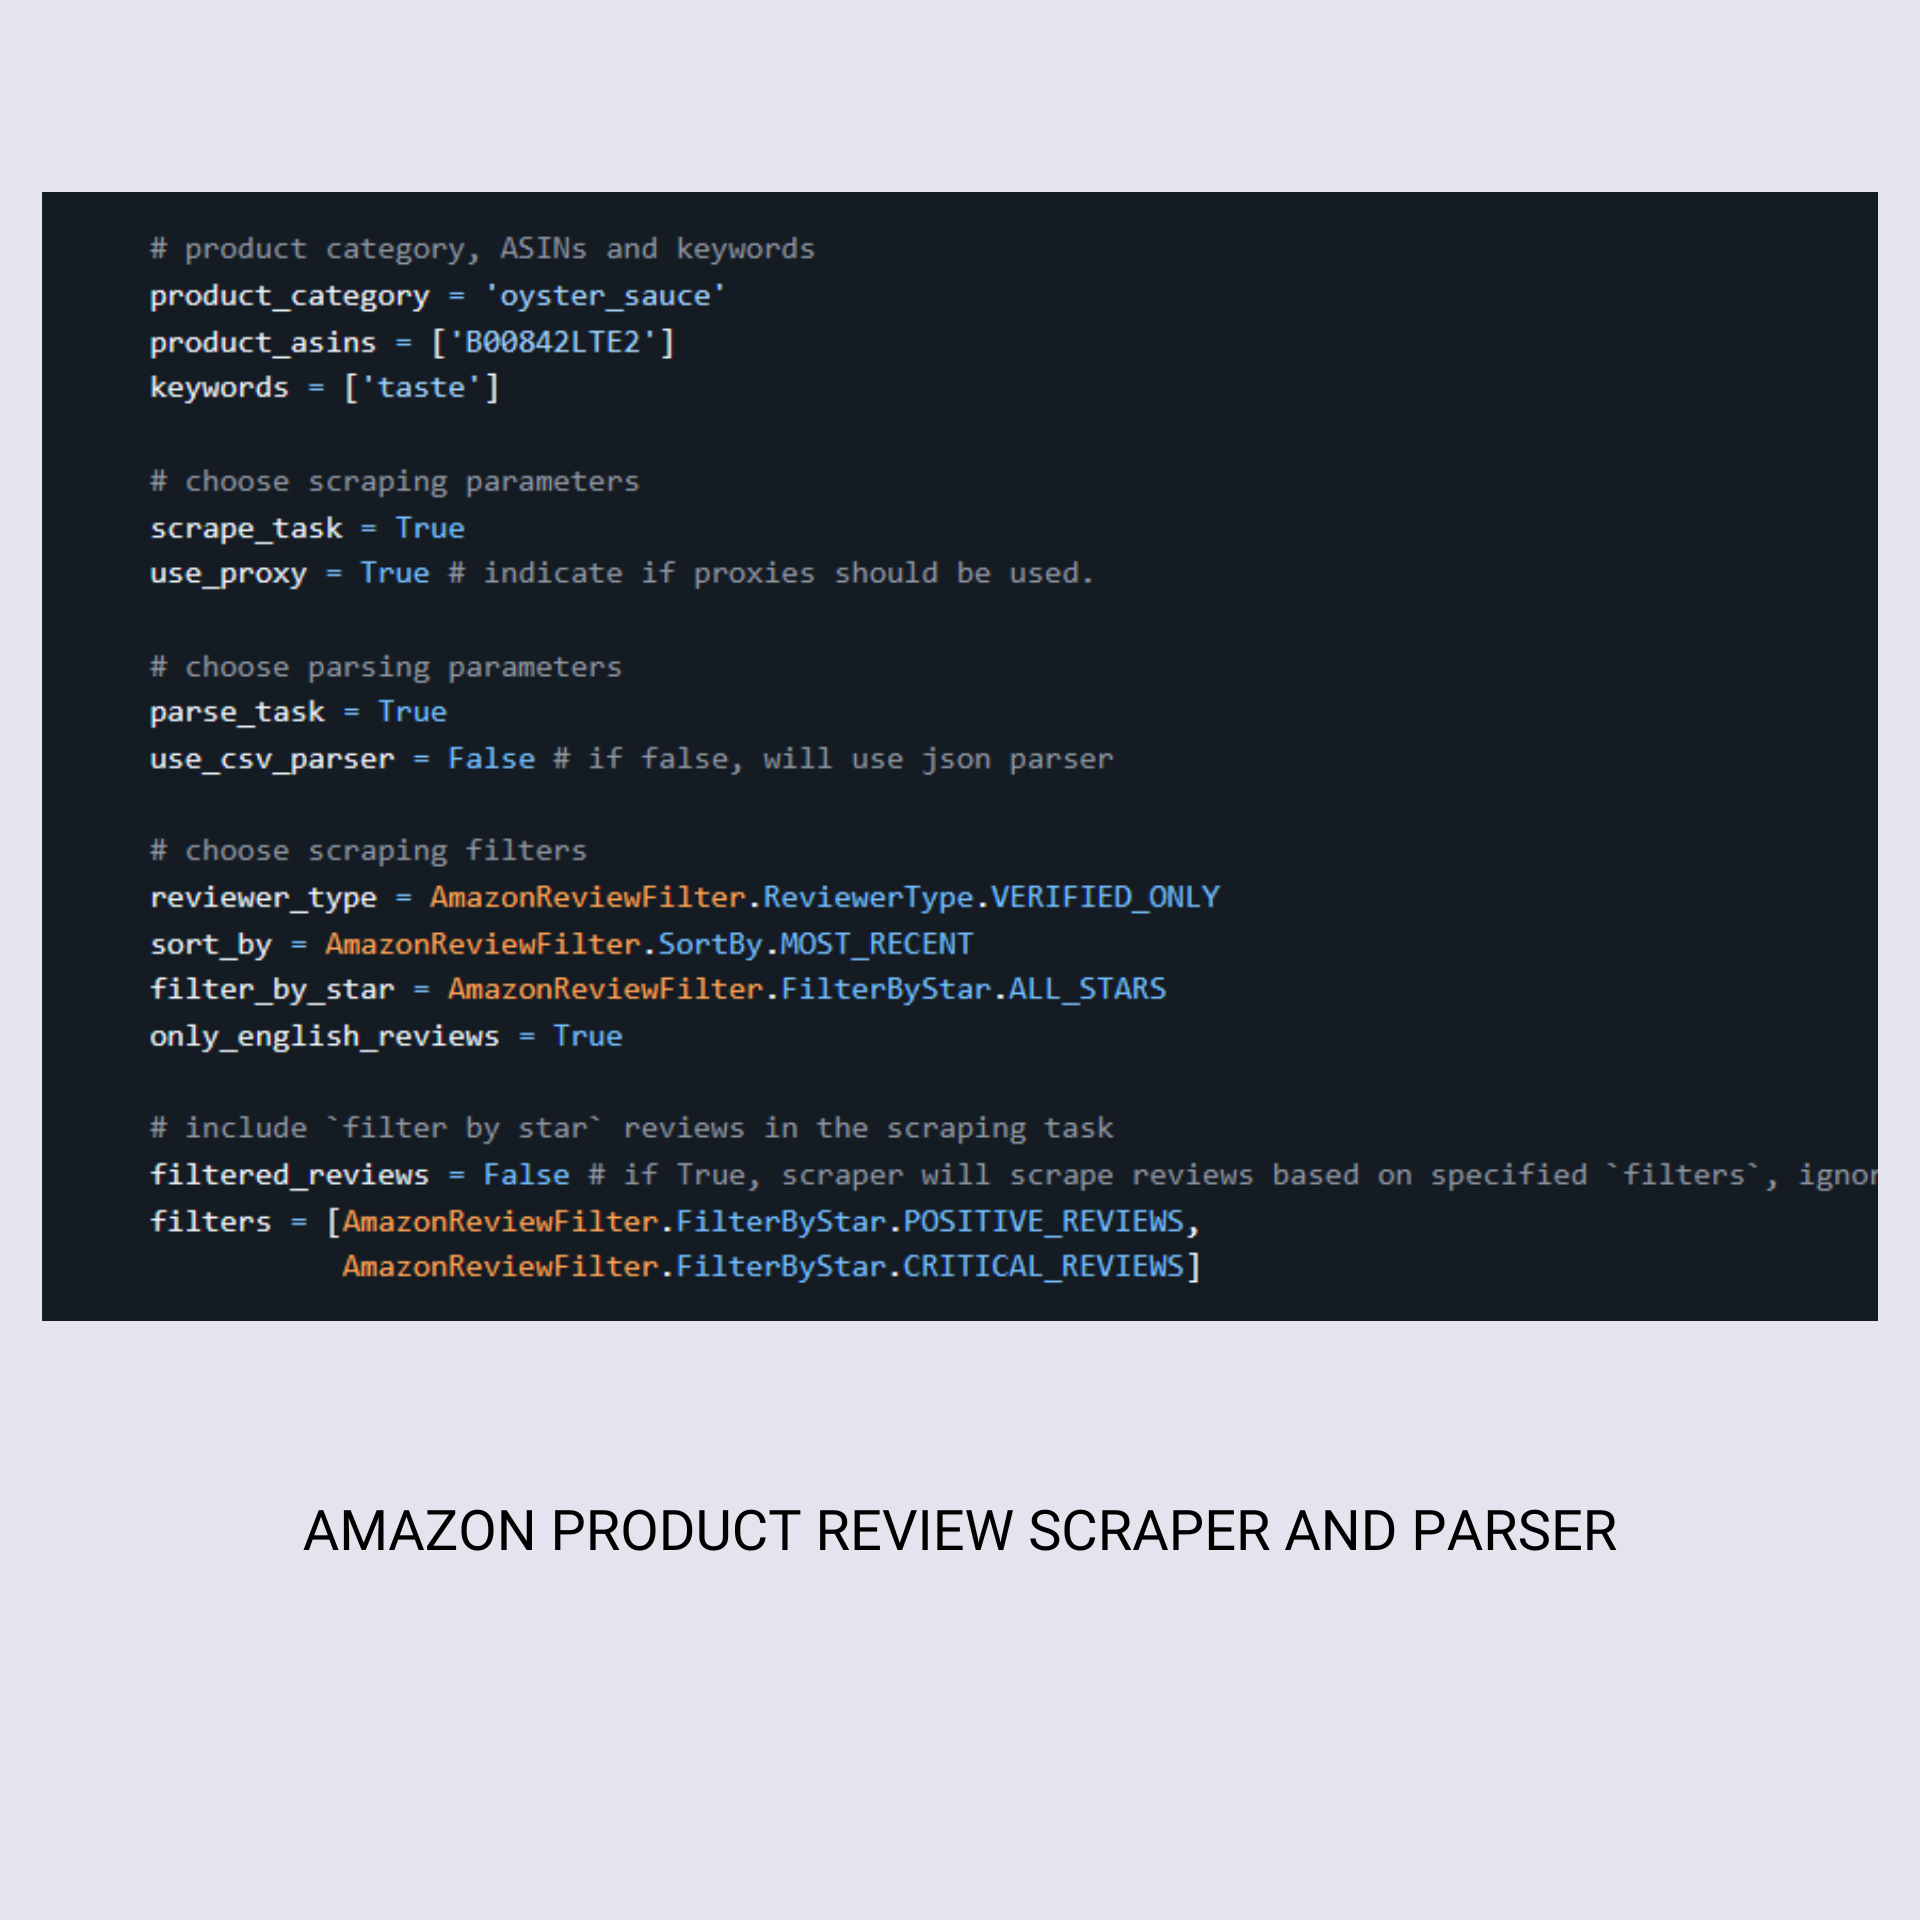 # product category, ASINs and keywords
product_category = 'oyster_sauce'
product_asins = ['B00842LTE2']
keywords = ['taste']
# choose scraping parameters
scrape_task = True
use_proxy = True # indicate if proxies should be used.
# choose parsing parameters
parse_task = True
use_csv_parser = False # if false, will use json parser
# choose scraping filters
reviewer_type = AmazonReviewFilter.ReviewerType.VERIFIED_ONLY
sort_by = AmazonReviewFilter.SortBy.MOST_RECENT
filter_by_star = AmazonReviewFilter.FilterByStar.ALL_STARS
only_english_reviews = True
# include `filter by star` reviews in the scraping task
filtered_reviews = False # if True, scraper will scrape reviews based on specified `filters`, ignor
filters = [AmazonReviewFilter.FilterByStar.POSITIVE_REVIEWS,
AmazonReviewFilter.FilterByStar.CRITICAL_REVIEWS]
AMAZON PRODUCT REVIEW SCRAPER AND PARSER